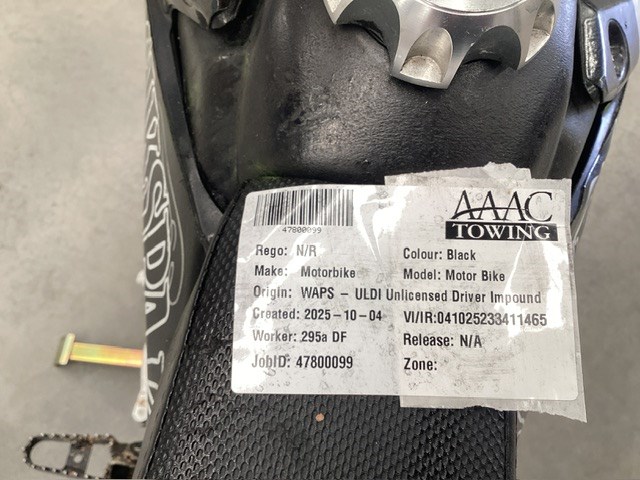 AAAC
TOWING
47800099
Rego: N/R
Colour: Black
Make: Motorbike
Model: Motor Bike
Origin: WAPS - ULDI Unlicensed Driver Impound
Created: 2025-10-04
VI/IR:041025233411465
Worker: 295a DF
Release: N/A
JobID: 47800099
Zone: